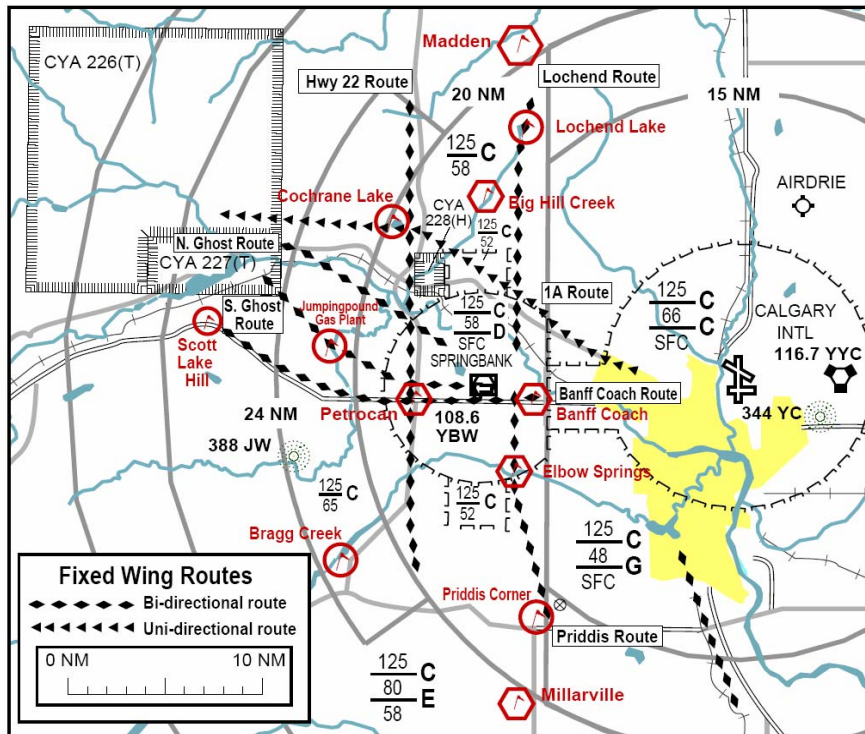 Madden
CYA 226(T)
Hwy 22 Route
20 NM
Lochend Route
15 NM
125
58
C
Lochend Lake
AIRDRIE
Cochrane Lake
CYA
228(H)
Big Hill Creek
125
52
C
N. Ghost Route
CYA 227(T)
S. Ghost
Route
Jumpingpound
Gas Plant
125
C
58
D
SFC
1A Route
125
C
66
C
SFC
CALGARY
INTL
116.7 YYC
Scott
Lake
Hill
SPRINGBANK
Petrocan
Banff Coach Route
Banff Coach
24 NM
108.6
YBW
344 YC
388 JW
Elbow Springs
125
65
C
125
52
C
Bragg Creek
125
C
48
G
SFC
Fixed Wing Routes
Bi-directional route
Uni-directional route
0 NM
10 NM
Priddis Corner
Priddis Route
125
C
80
E
58
Millarville